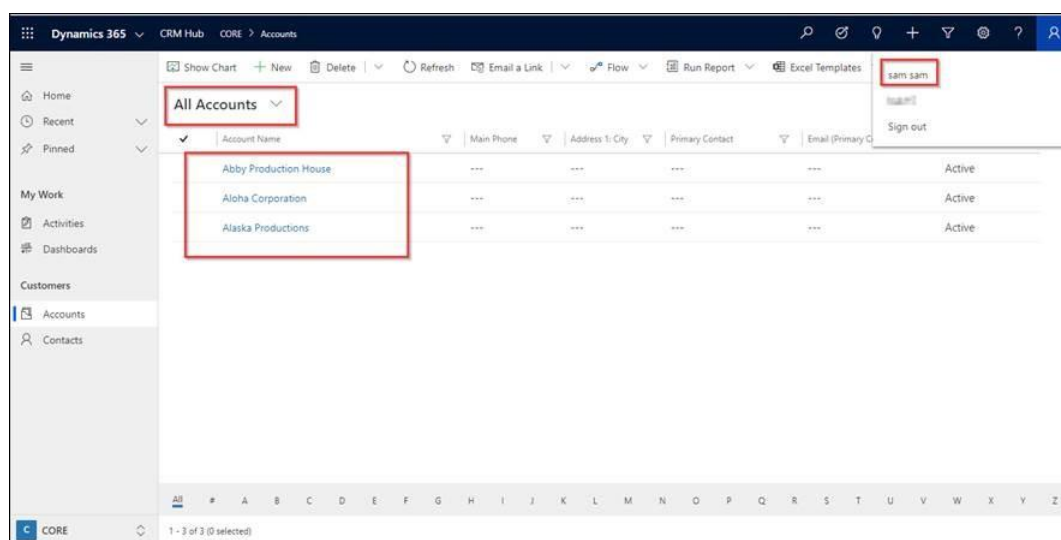 Dynamics 365 CRM Hub CORE > Accounts
Show Chart + New Delete Refresh Email a Link Flow Run Report Excel Templates
sam sam
Sign out
Home
Recent
Pinned
My Work
Activities
Dashboards
Customers
Accounts
Contacts
All Accounts
Account Name Main Phone Address 1: City Primary Contact Email (Primary
Abby Production House --- --- --- --- Active
Aloha Corporation --- --- --- --- Active
Alaska Productions --- --- --- --- Active
All # A B C D E F G H I J K L M N O P Q R S T U V W X Y Z
C CORE
1 - 3 of 3 (0 selected)